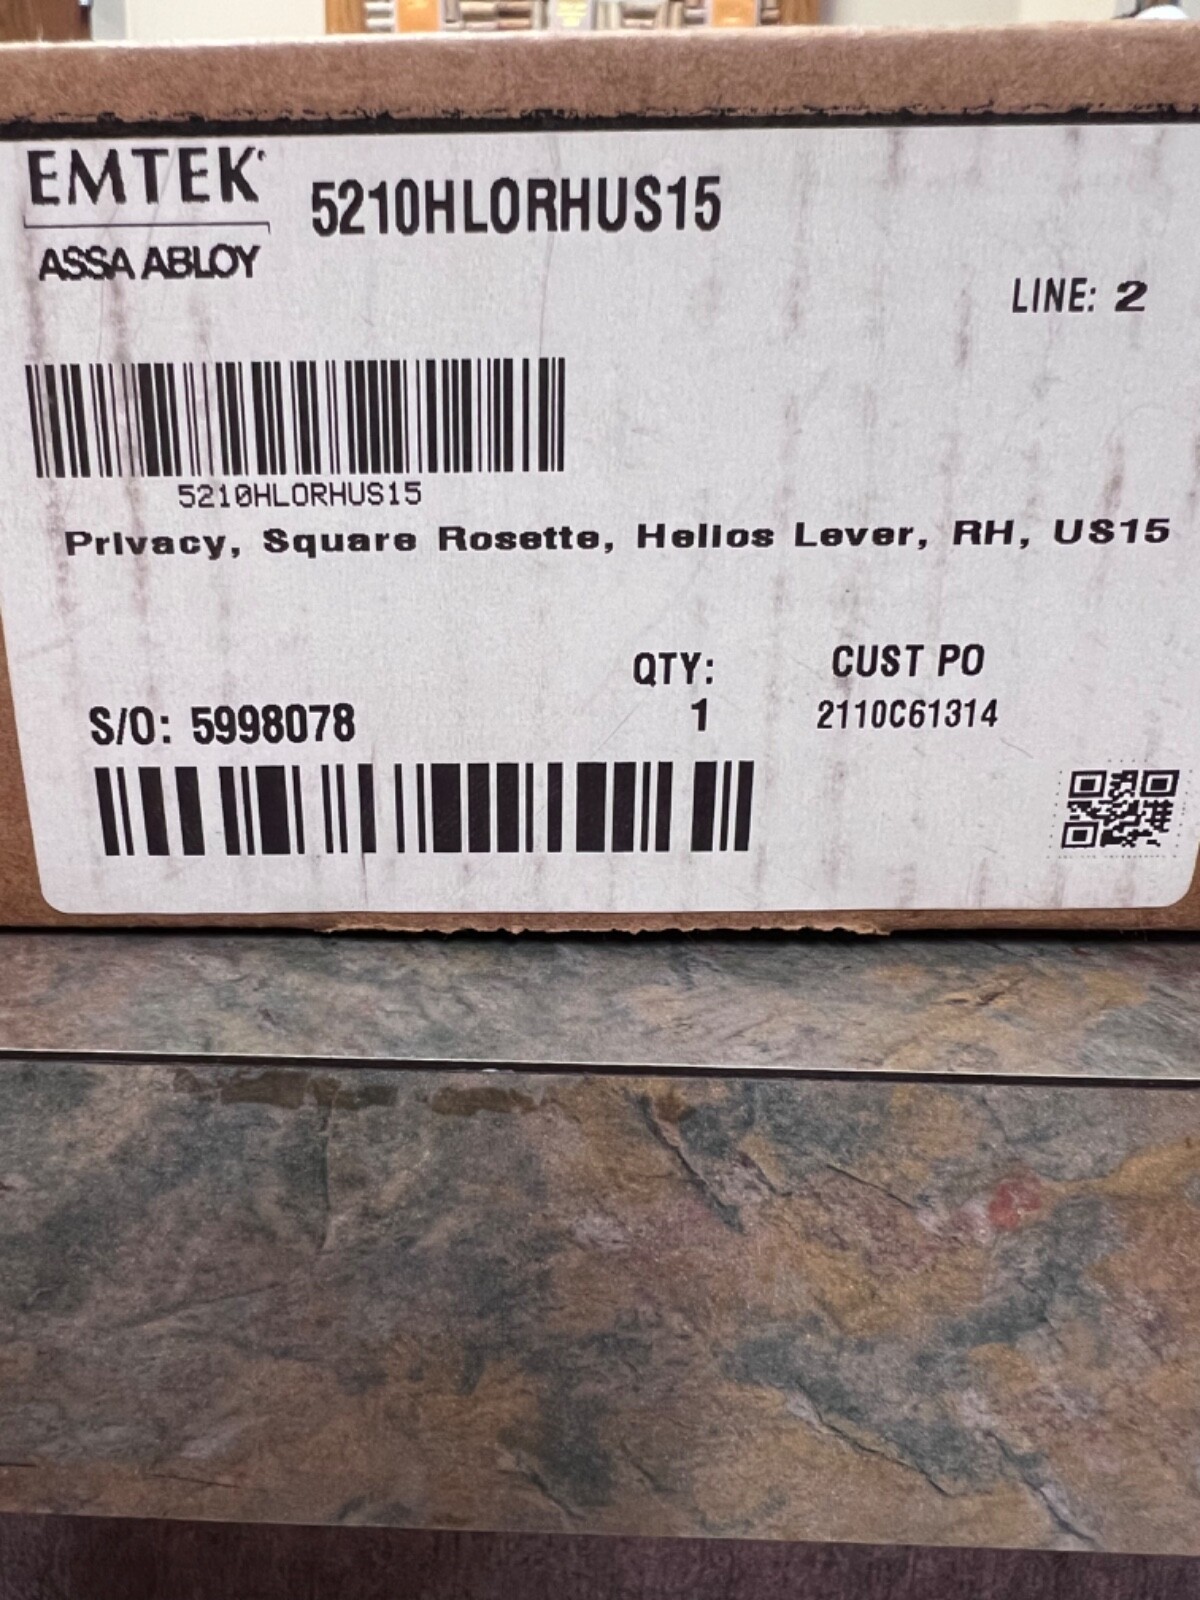 EMTEK
ASSA ABLOY
5210HLORHUS15
LINE: 2
5210HLORHUS15
Privacy, Square Rosette, Helios Lever, RH, US15
QTY:
1
CUST PO
2110C61314
S/O: 5998078